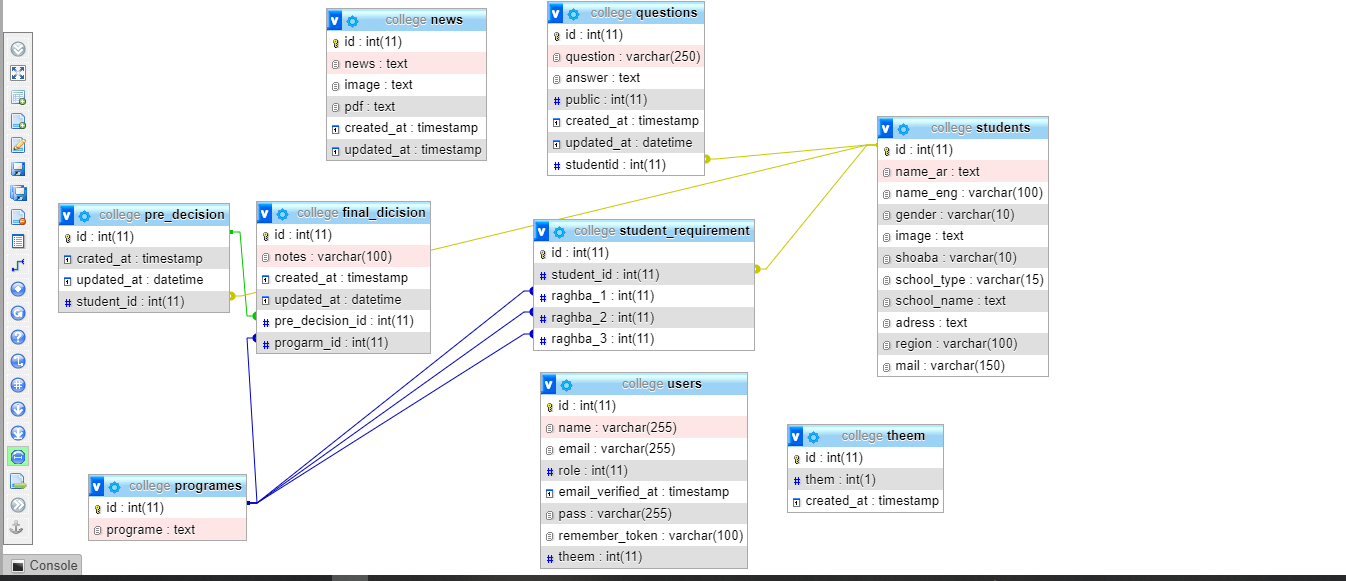 college news
id : int(11)
news : text
image : text
pdf : text
created_at : timestamp
updated_at : timestamp
college questions
id : int(11)
question : varchar(250)
answer : text
public : int(11)
created_at : timestamp
updated_at : datetime
studentid : int(11)
college students
id : int(11)
name_ar : text
name_eng : varchar(100)
gender : varchar(10)
image : text
shoaba : varchar(10)
school_type : varchar(15)
school_name : text
adress : text
region : varchar(100)
mail : varchar(150)
college pre_decision
id : int(11)
crated_at : timestamp
updated_at : datetime
student_id : int(11)
college final_dicision
id : int(11)
notes : varchar(100)
created_at : timestamp
updated_at : datetime
pre_decision_id : int(11)
progarm_id : int(11)
college student_requirement
id : int(11)
student_id : int(11)
raghba_1 : int(11)
raghba_2 : int(11)
raghba_3 : int(11)
college users
id : int(11)
name : varchar(255)
email : varchar(255)
role : int(11)
email_verified_at : timestamp
pass : varchar(255)
remember_token : varchar(100)
theem : int(11)
college theem
id : int(11)
them : int(1)
created_at : timestamp
college programes
id : int(11)
programe : text
Console